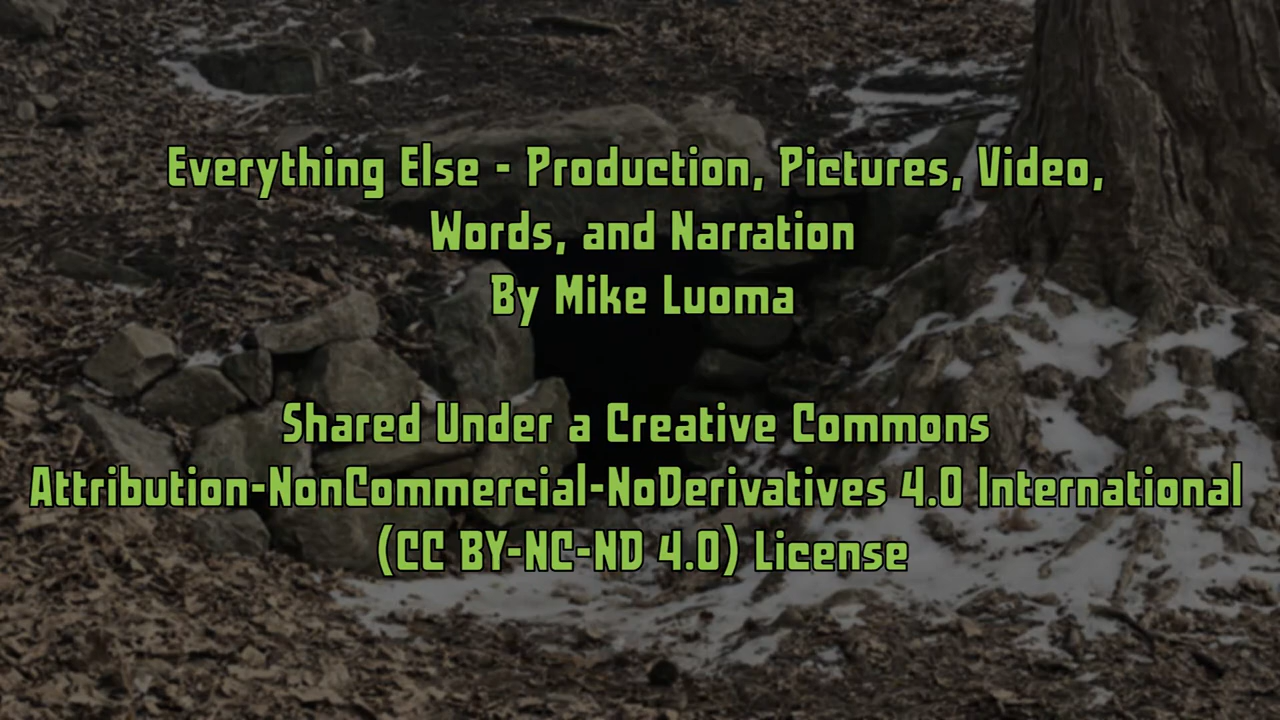 Everything Else - Production, Pictures, Video,
Words, and Narration
By Mike Luoma
Shared Under a Creative Commons
Attribution-NonCommercial-NoDerivatives 4.0 International
(CC BY-NC-ND 4.0) License